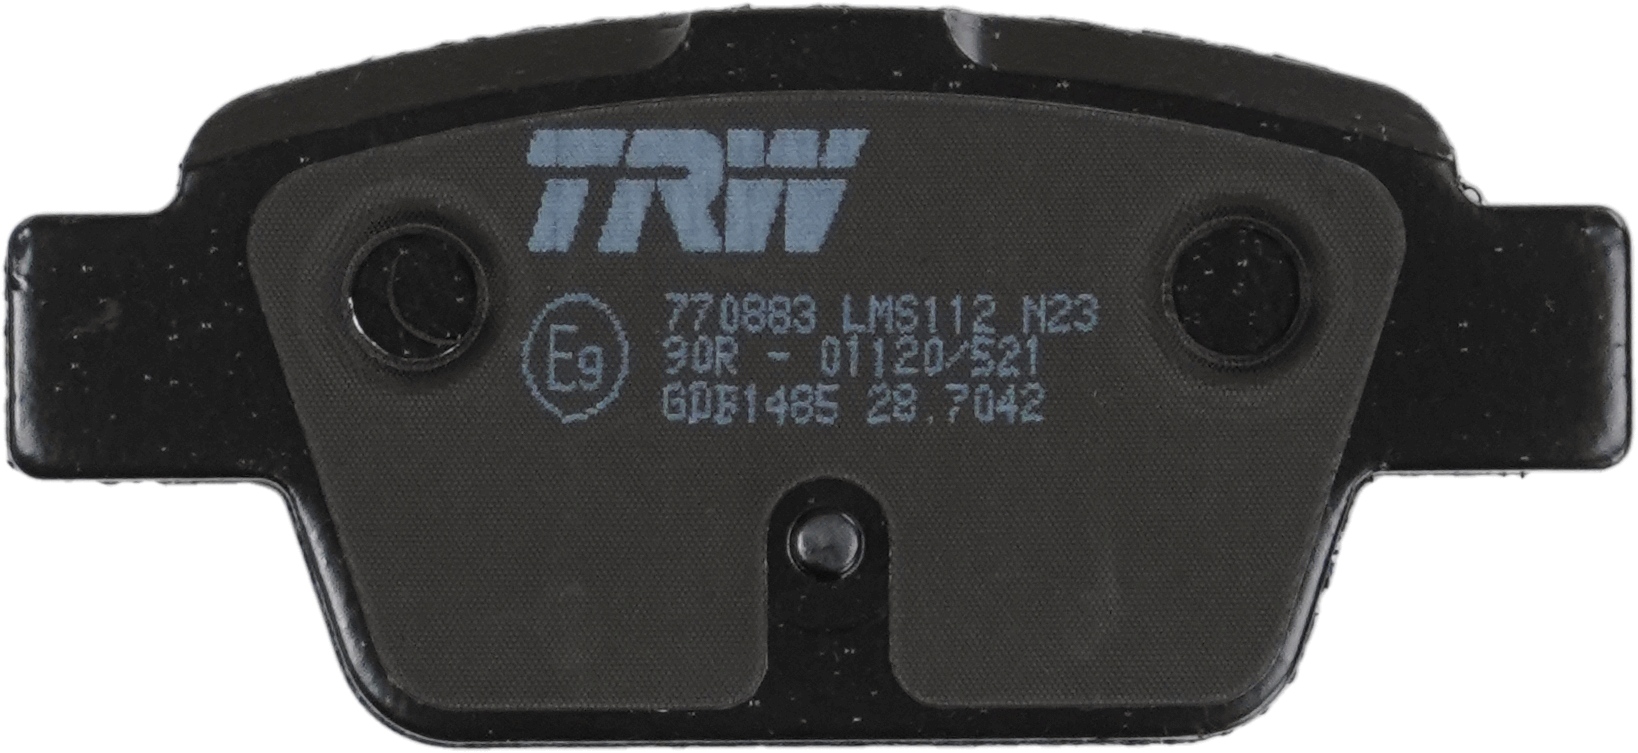 TRW
E9
770883 LMS112 N23
90R - 01120/521
GDB1485 28.7042